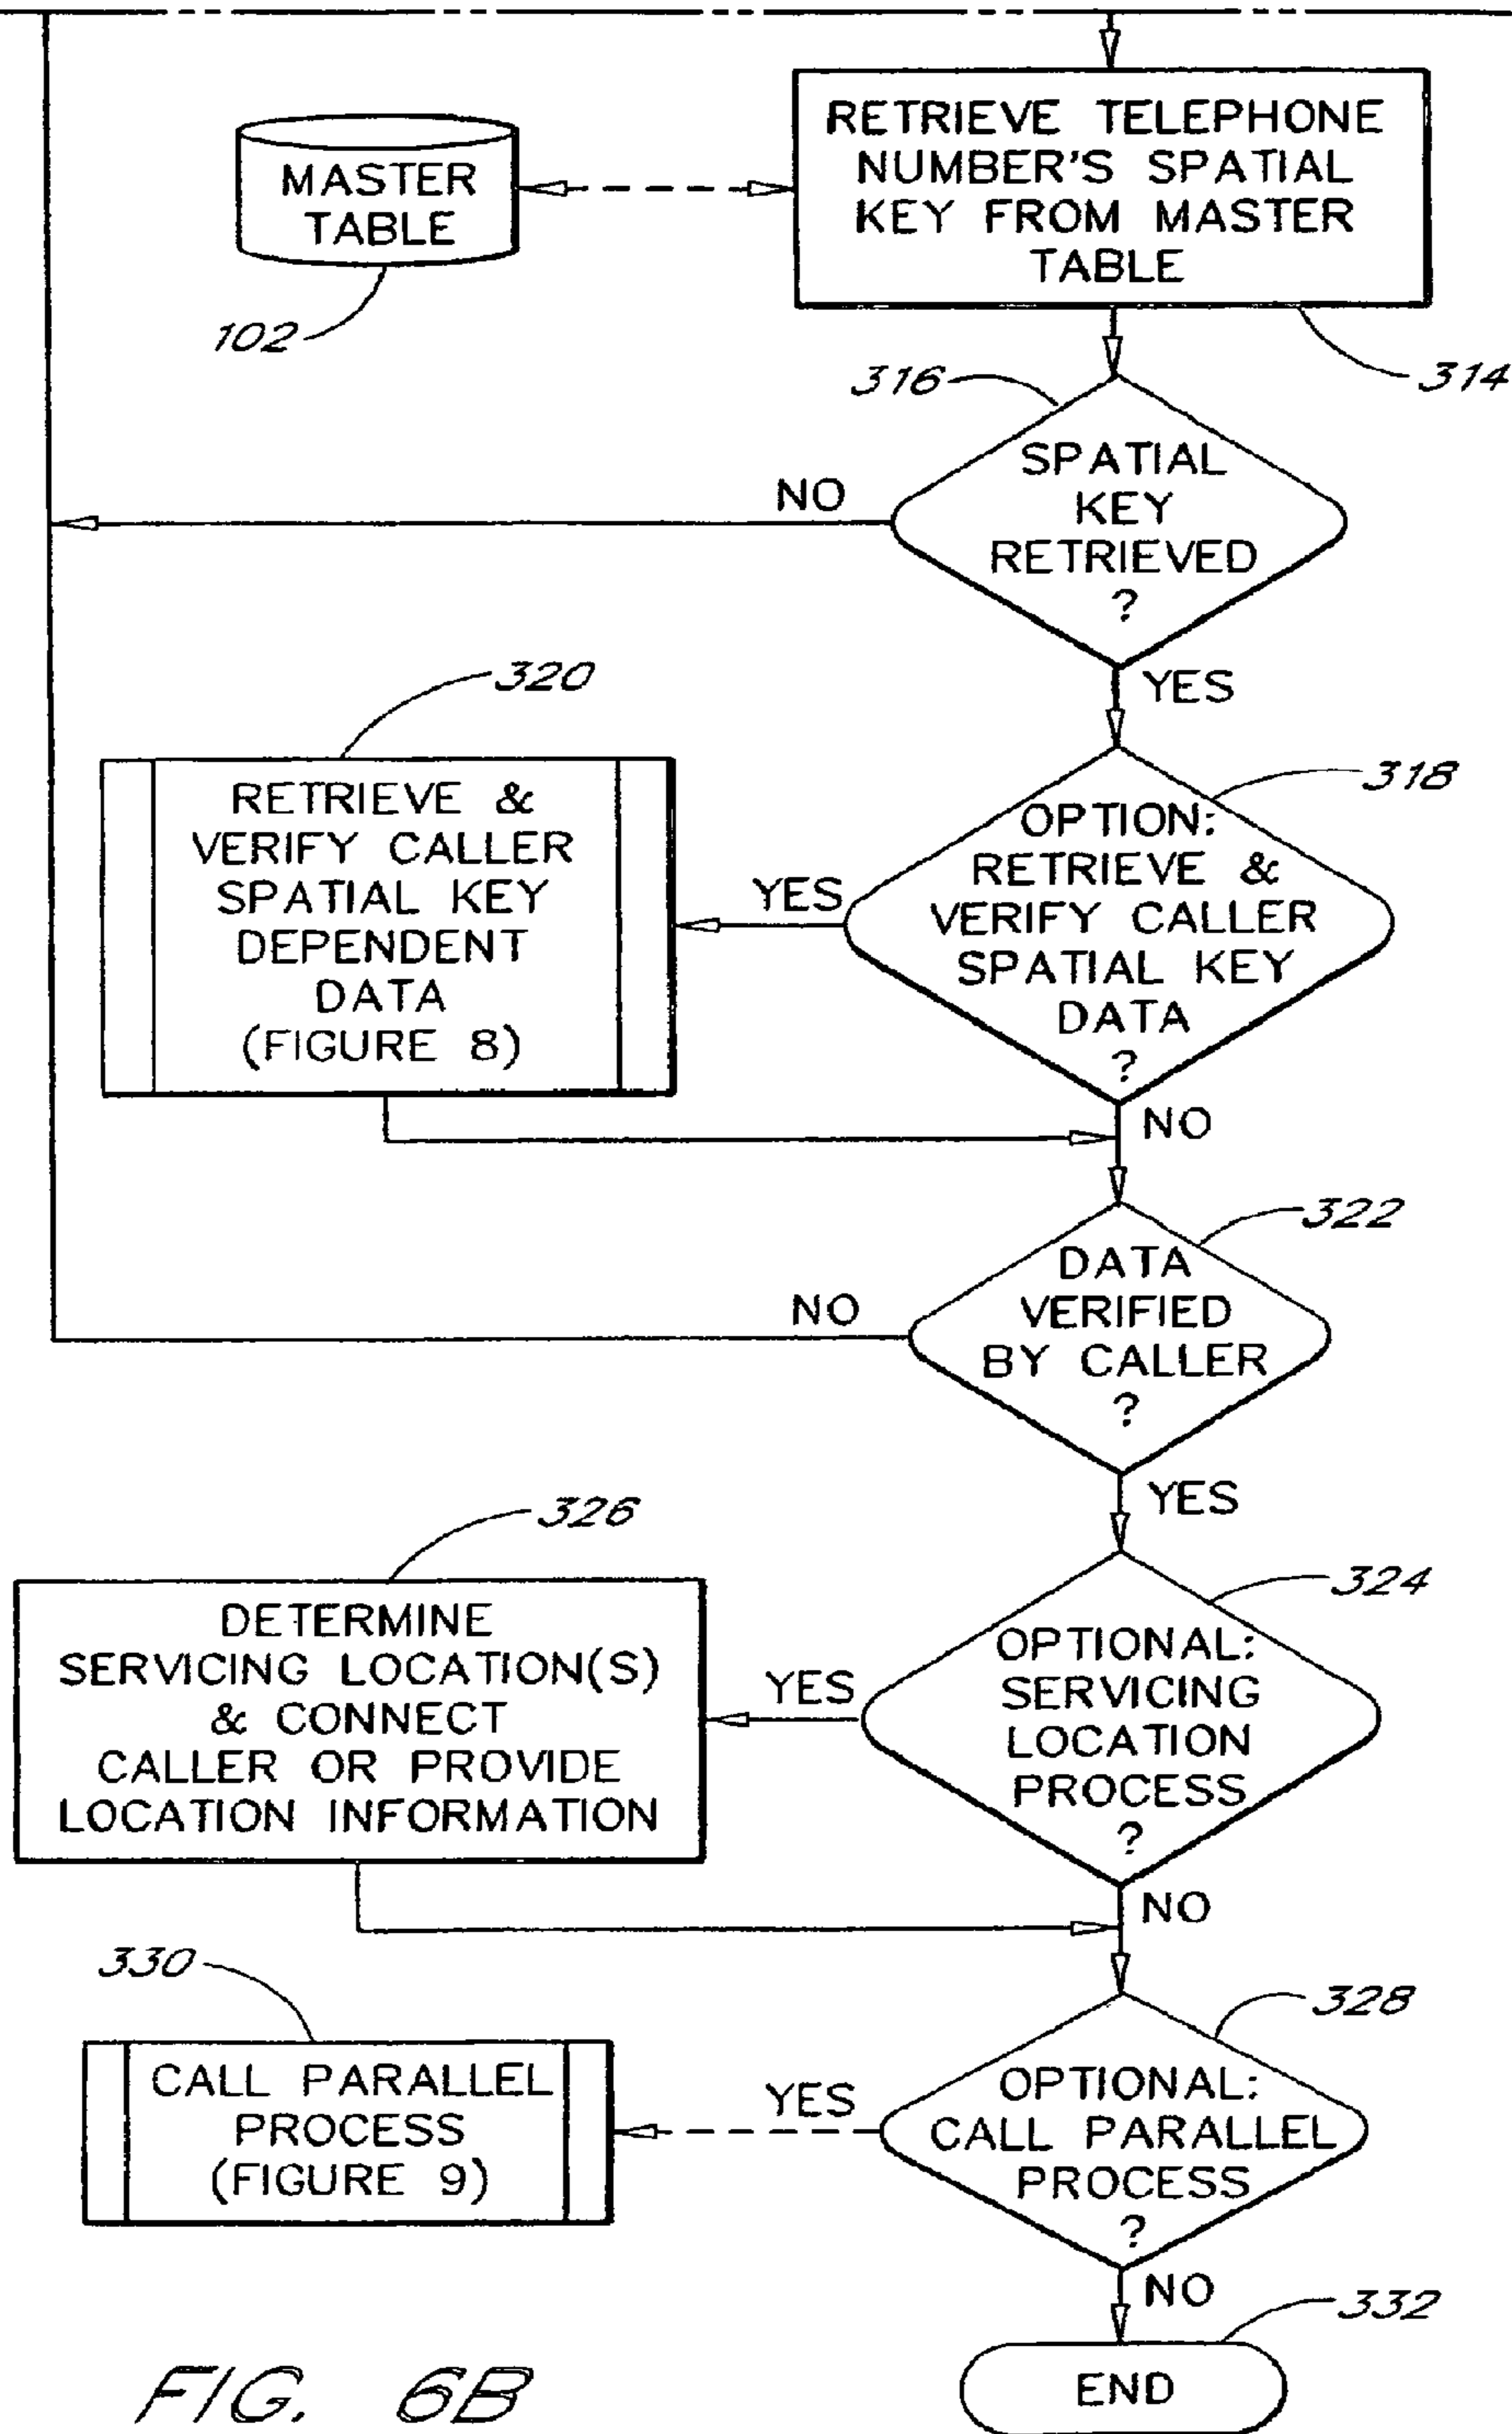 RETRIEVE TELEPHONE
NUMBER'S SPATIAL
KEY FROM MASTER
TABLE
MASTER
TABLE
102
314
316
SPATIAL
KEY
RETRIEVED
?
NO
YES
320
318
RETRIEVE &
VERIFY CALLER
SPATIAL KEY
DEPENDENT
DATA
(FIGURE 8)
YES
OPTION:
RETRIEVE &
VERIFY CALLER
SPATIAL KEY
DATA
?
NO
322
DATA
VERIFIED
BY CALLER
?
NO
YES
326
324
DETERMINE
SERVICING LOCATION(S)
& CONNECT
CALLER OR PROVIDE
LOCATION INFORMATION
YES
OPTIONAL:
SERVICING
LOCATION
PROCESS
?
NO
330
328
CALL PARALLEL
PROCESS
(FIGURE 9)
YES
OPTIONAL:
CALL PARALLEL
PROCESS
?
NO
332
END
FIG. 6B